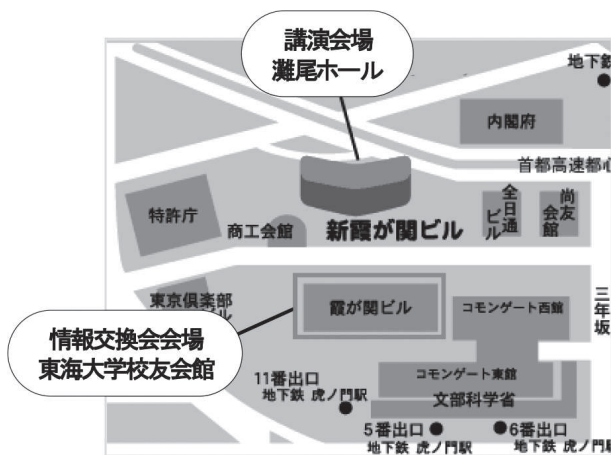 講演会場
灘尾ホール
地下鉄
内閣府
首都高速都心
特許庁
商工会館
新霞が関ビル
全日通
ビル
尚友
会館
東京倶楽部
ビル
霞が関ビル
コモンゲート西館
三年坂
情報交換会会場
東海大学校友会館
11番出口
地下鉄 虎ノ門駅
コモンゲート東館
文部科学省
5番出口
地下鉄 虎ノ門駅
6番出口
地下鉄 虎ノ門駅